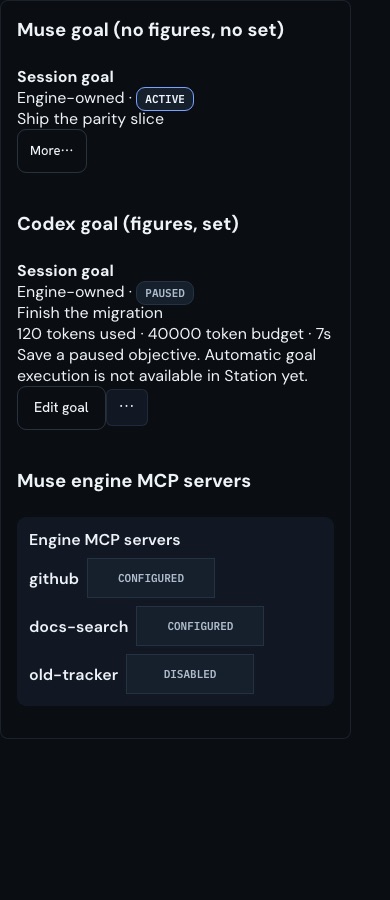 Muse goal (no figures, no set)
Session goal
Engine-owned · ACTIVE
Ship the parity slice
More···
Codex goal (figures, set)
Session goal
Engine-owned · PAUSED
Finish the migration
120 tokens used · 40000 token budget · 7s
Save a paused objective. Automatic goal
execution is not available in Station yet.
Edit goal ···
Muse engine MCP servers
Engine MCP servers
github CONFIGURED
docs-search CONFIGURED
old-tracker DISABLED